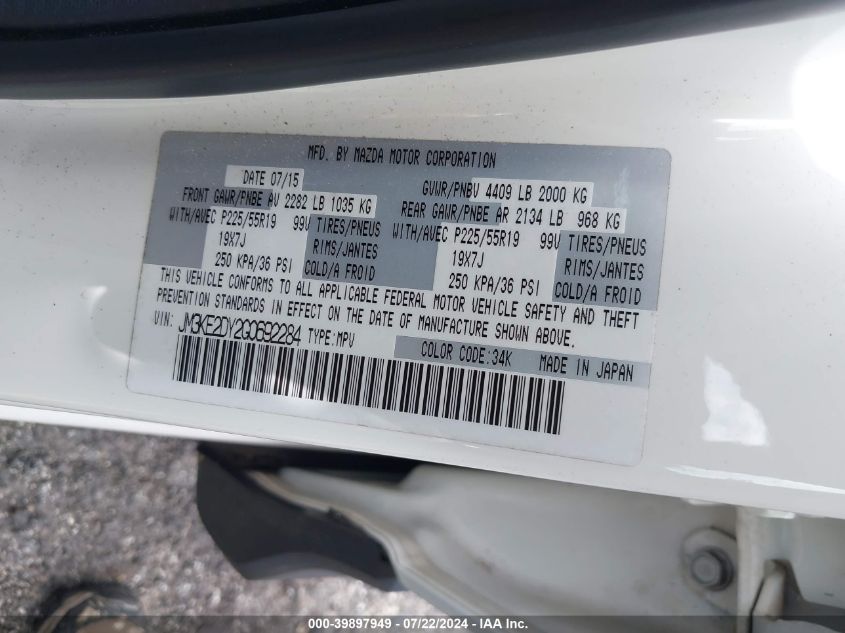 MFD. BY MAZDA MOTOR CORPORATION
DATE 07/15 GVWR/PNBV 4409 LB 2000 KG
FRONT GAWR/PNBE AV 2282 LB 1035 KG REAR GAWR/PNBE AR 2134 LB 968 KG
WITH/AVEC P225/55R19 99V TIRES/PNEUS WITH/AVEC P225/55R19 99V TIRES/PNEUS
19X7J RIMS/JANTES 19X7J RIMS/JANTES
250 KPA/36 PSI COLD/A FROID 250 KPA/36 PSI COLD/A FROID
THIS VEHICLE CONFORMS TO ALL APPLICABLE FEDERAL MOTOR VEHICLE SAFETY AND THEFT
PREVENTION STANDARDS IN EFFECT ON THE DATE OF MANUFACTURE SHOWN ABOVE.
VIN: JM3KE2DY2G0692284 TYPE:MPV
COLOR CODE:34K MADE IN JAPAN
000-39897949 - 07/22/2024 - IAA Inc.